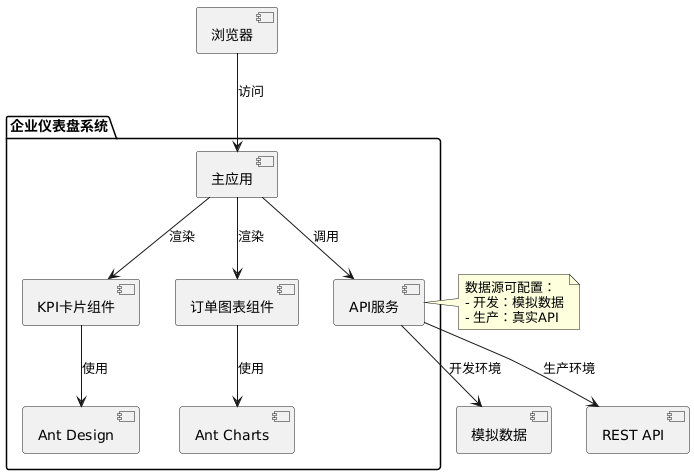 浏览器
访问
企业仪表盘系统
主应用
渲染
渲染
调用
KPI卡片组件
订单图表组件
API服务
数据源可配置：
- 开发：模拟数据
- 生产：真实API
使用
使用
开发环境
生产环境
Ant Design
Ant Charts
模拟数据
REST API